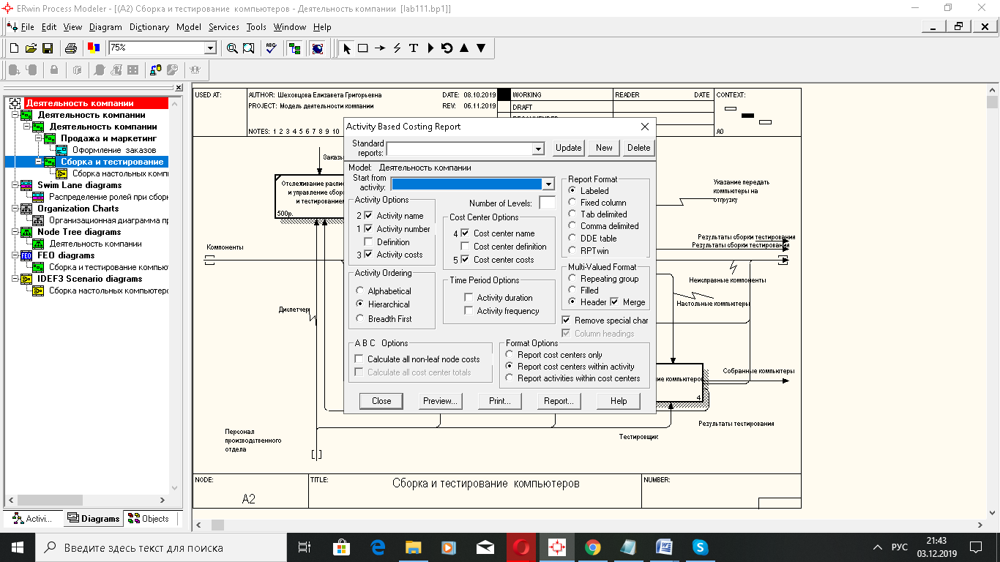 ERwin Process Modeler - [(A2) Сборка и тестирование компьютеров - Деятельность компании [lab111.bp1]]
File Edit View Diagram Dictionary Model Services Tools Window Help
75%
Деятельность компании
Деятельность компании
Деятельность компании
Продажа и маркетинг
Оформление заказов
Сборка и тестирование
Сборка настольных комп
Swim Lane diagrams
Распределение ролей при сборк
Organization Charts
Организационная диаграмма пр
Node Tree diagrams
Деятельность компании
FEO diagrams
Сборка и тестирование компьют
IDEF3 Scenario diagrams
Сборка настольных компьютеро
Activi... Diagrams Objects
USED AT:
AUTHOR: Шеховцова Елизавета Григорьевна
DATE: 08.10.2019
PROJECT: Модель деятельности компании
REV: 06.11.2019
NOTES: 1 2 3 4 5 6 7 8 9 10
WORKING
DRAFT
READER DATE
CONTEXT:
A0
Заказы
Отслеживание распис
и управление сбор
и тестирование
500р.
Компоненты
Диспетчер
Персонал
производственного
отдела
Указание передать
компьютеры на
отгрузку
Результаты сборки тестирования
Результаты сборки тестирования
Неисправные компоненты
Настольные компьютеры
Собранные компьютеры
ние компьютеров
4
Результаты тестирования
Тестировщик
NODE:
A2
TITLE:
Сборка и тестирование компьютеров
NUMBER:
Activity Based Costing Report
Standard
reports:
Update New Delete
Model: Деятельность компании
Start from
activity:
Number of Levels:
Activity Options
2 Activity name
1 Activity number
Definition
3 Activity costs
Cost Center Options
4 Cost center name
Cost center definition
5 Cost center costs
Activity Ordering
Alphabetical
Hierarchical
Breadth First
Time Period Options
Activity duration
Activity frequency
Report Format
Labeled
Fixed column
Tab delimited
Comma delimited
DDE table
RPTwin
Multi-Valued Format
Repeating group
Filled
Header Merge
Remove special char
Column headings
A B C Options
Calculate all non-leaf node costs
Calculate all cost center totals
Format Options
Report cost centers only
Report cost centers within activity
Report activities within cost centers
Close Preview... Print... Report... Help
Введите здесь текст для поиска
РУС
21:43
03.12.2019